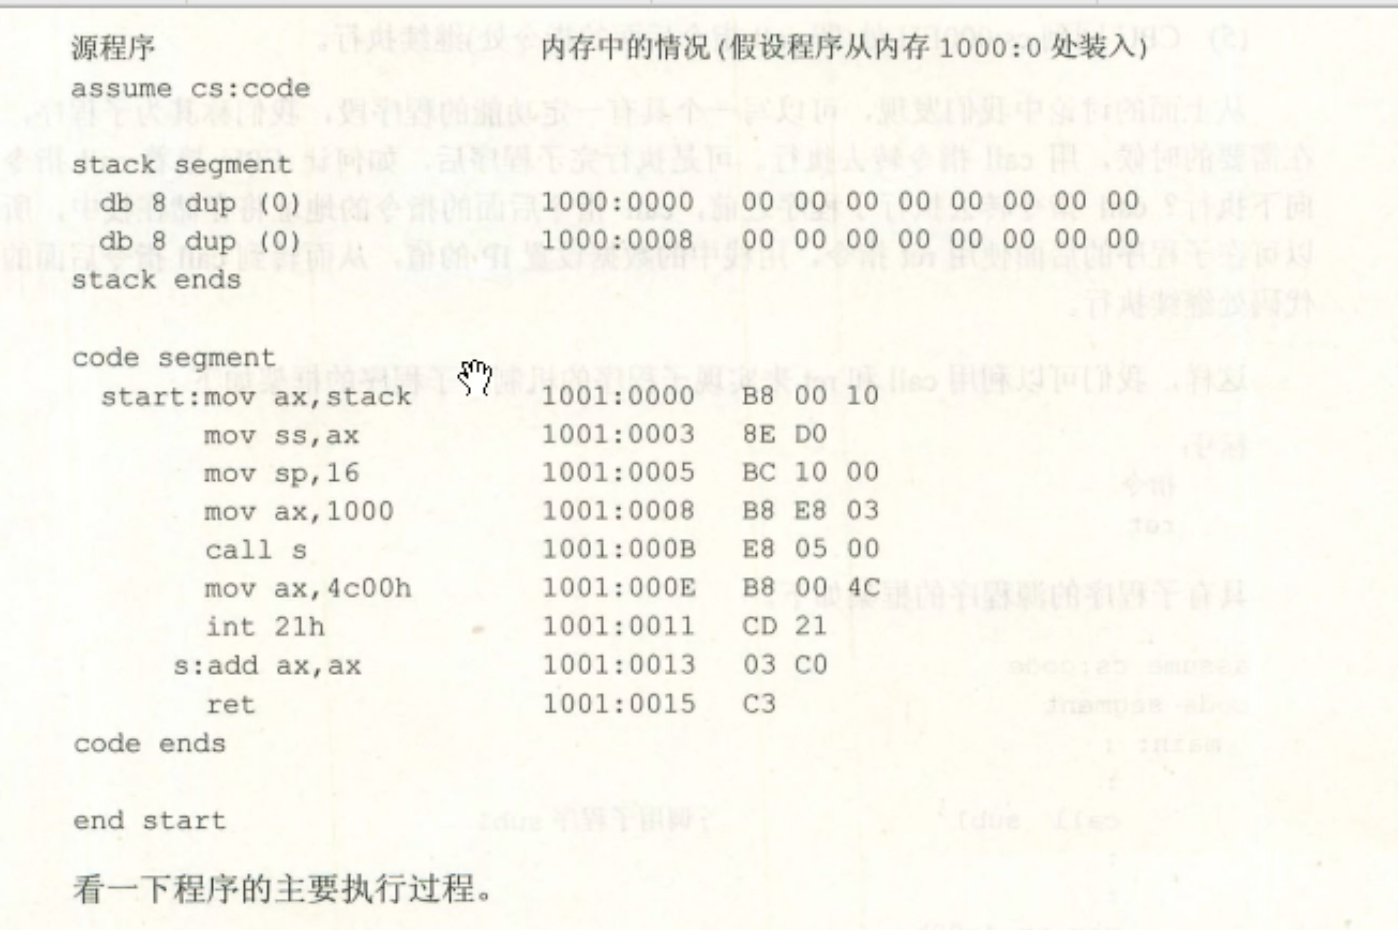 源程序 内存中的情况(假设程序从内存 1000:0 处装入)
assume cs:code
stack segment
db 8 dup (0) 1000:0000 00 00 00 00 00 00 00 00
db 8 dup (0) 1000:0008 00 00 00 00 00 00 00 00
stack ends
code segment
start:mov ax,stack 1001:0000 B8 00 10
mov ss,ax 1001:0003 8E D0
mov sp,16 1001:0005 BC 10 00
mov ax,1000 1001:0008 B8 E8 03
call s 1001:000B E8 05 00
mov ax,4c00h 1001:000E B8 00 4C
int 21h 1001:0011 CD 21
s:add ax,ax 1001:0013 03 C0
ret 1001:0015 C3
code ends
end start
看一下程序的主要执行过程。